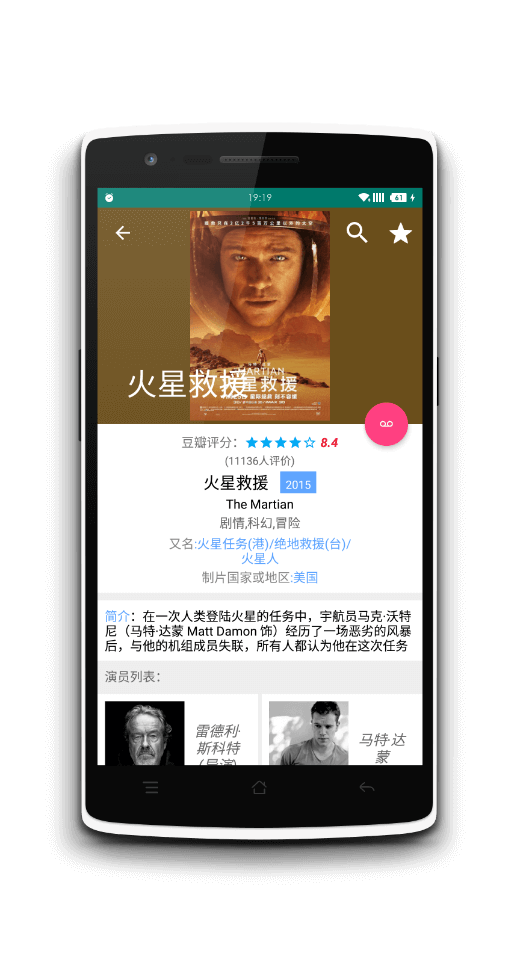 19:19
61
MARTIAN
火星救援
火星救援
豆瓣评分: 8.4
(11136人评价)
火星救援 2015
The Martian
剧情,科幻,冒险
又名:火星任务(港)/绝地救援(台)/
火星人
制片国家或地区:美国
简介：在一次人类登陆火星的任务中，宇航员马克·沃特
尼（马特·达蒙 Matt Damon 饰）经历了一场恶劣的风暴
后，与他的机组成员失联，所有人都认为他在这次任务
演员列表:
雷德利·
斯科特
(导演)
马特·达
蒙